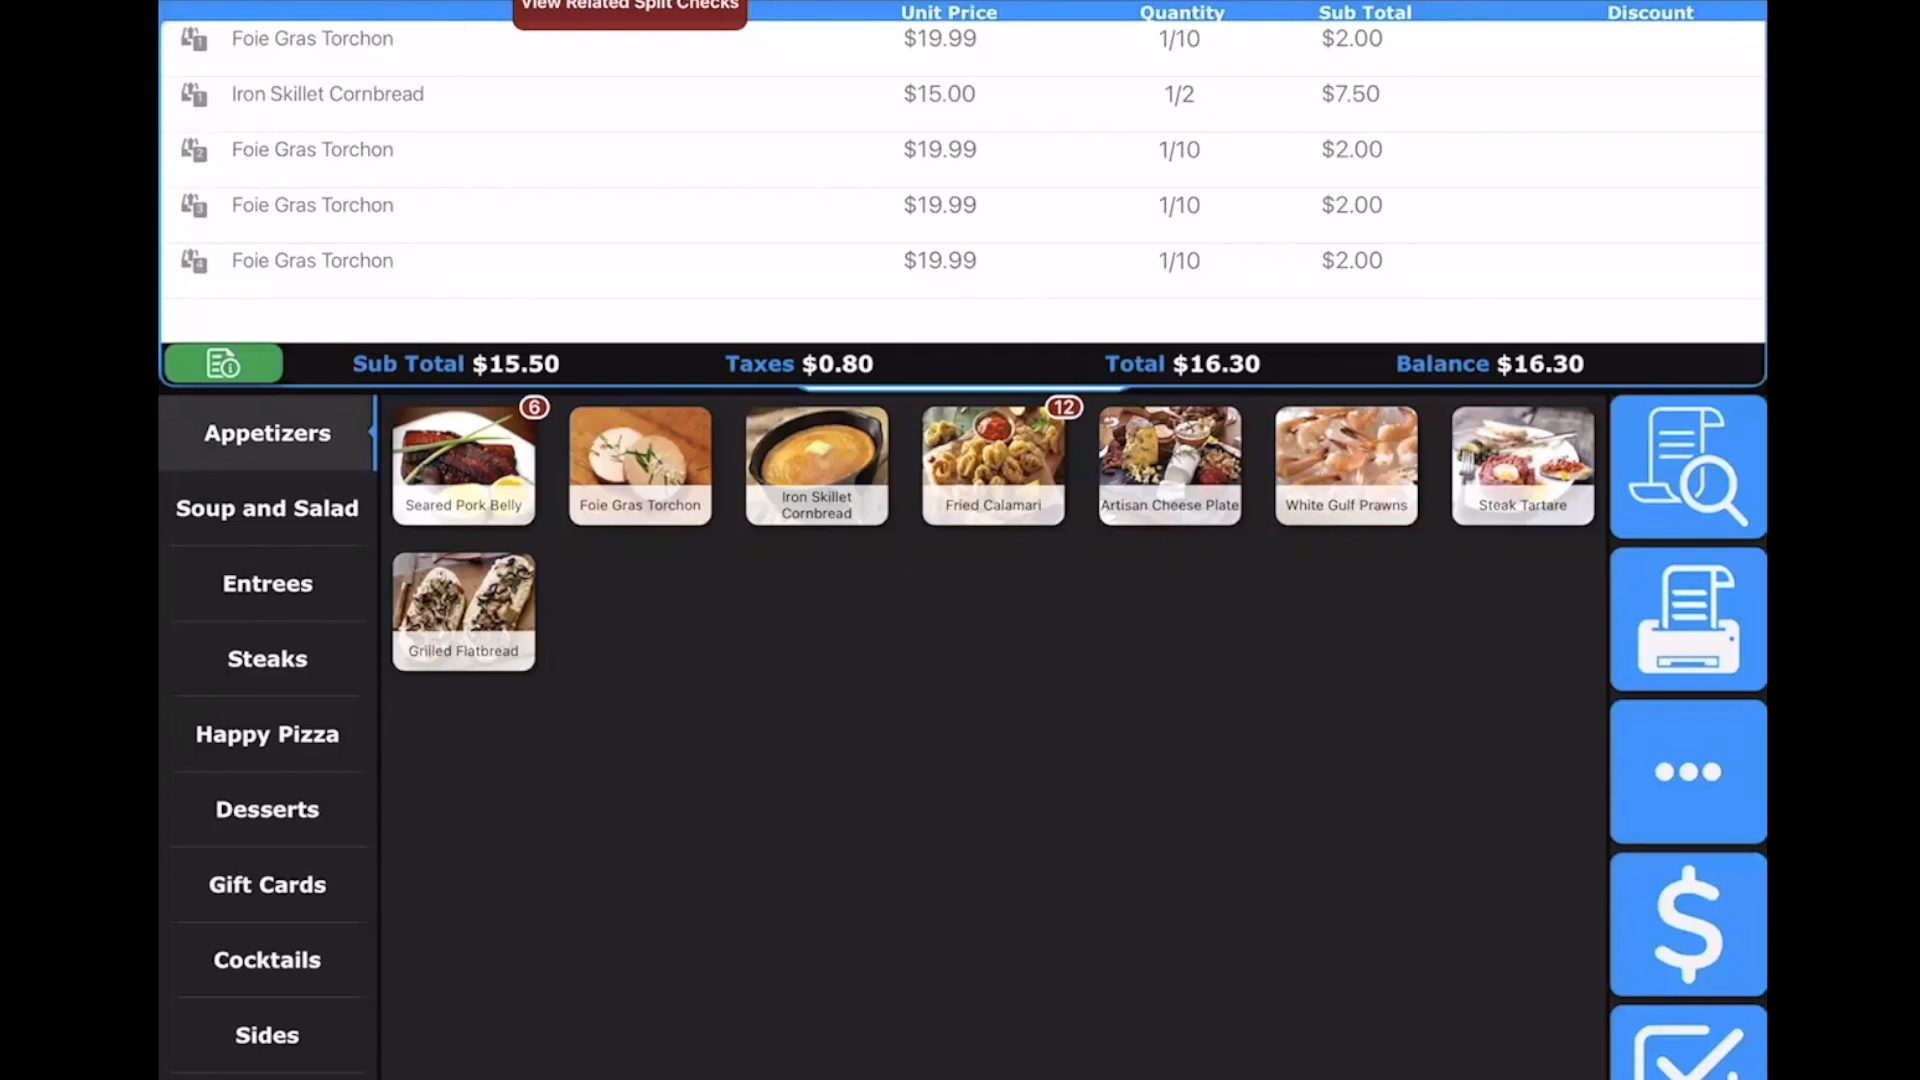 View Related Split Checks
Unit Price Quantity Sub Total Discount
1 Foie Gras Torchon $19.99 1/10 $2.00
1 Iron Skillet Cornbread $15.00 1/2 $7.50
2 Foie Gras Torchon $19.99 1/10 $2.00
3 Foie Gras Torchon $19.99 1/10 $2.00
4 Foie Gras Torchon $19.99 1/10 $2.00
Sub Total $15.50 Taxes $0.80 Total $16.30 Balance $16.30
Appetizers
Soup and Salad
Entrees
Steaks
Happy Pizza
Desserts
Gift Cards
Cocktails
Sides
6
12
Seared Pork Belly
Foie Gras Torchon
Iron Skillet
Cornbread
Fried Calamari
Artisan Cheese Plate
White Gulf Prawns
Steak Tartare
Grilled Flatbread
$